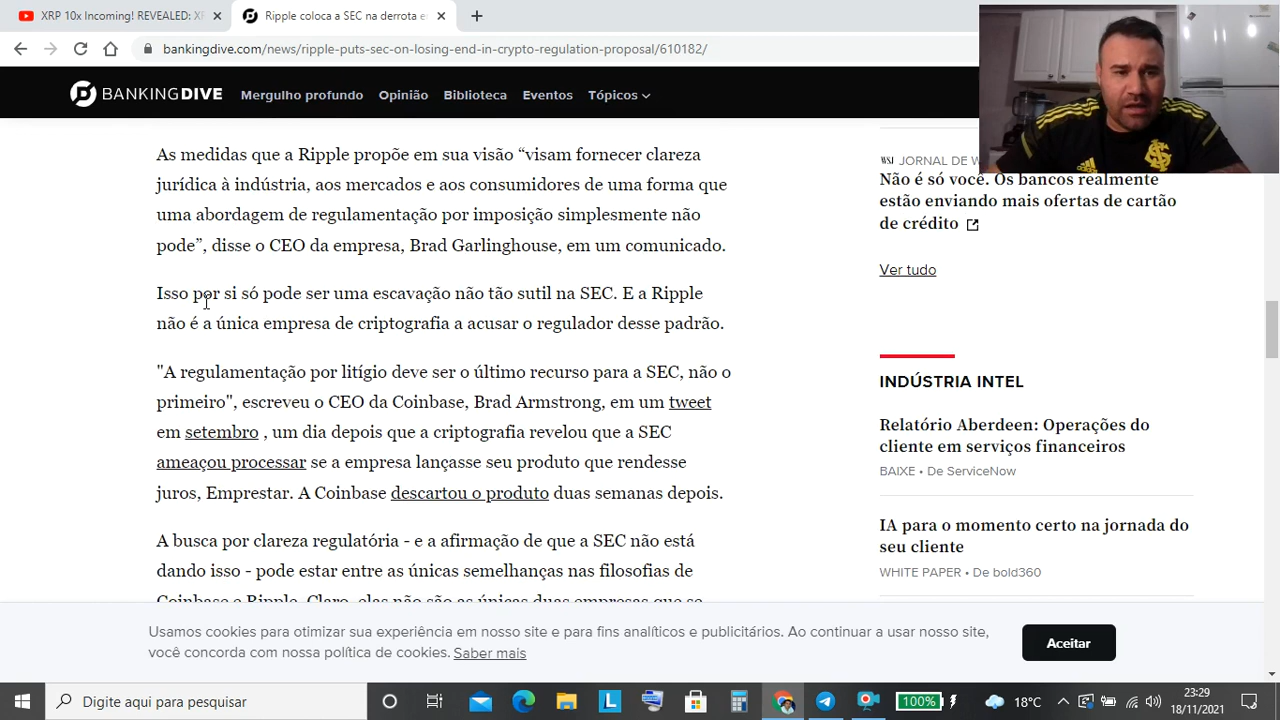 XRP 10x Incoming! REVEALED: XR
Ripple coloca a SEC na derrota e
bankingdive.com/news/ripple-puts-sec-on-losing-end-in-crypto-regulation-proposal/610182/
BANKINGDIVE
Mergulho profundo
Opinião
Biblioteca
Eventos
Tópicos
As medidas que a Ripple propõe em sua visão “visam fornecer clareza
jurídica à indústria, aos mercados e aos consumidores de uma forma que
uma abordagem de regulamentação por imposição simplesmente não
pode”, disse o CEO da empresa, Brad Garlinghouse, em um comunicado.
Isso por si só pode ser uma escavação não tão sutil na SEC. E a Ripple
não é a única empresa de criptografia a acusar o regulador desse padrão.
"A regulamentação por litígio deve ser o último recurso para a SEC, não o
primeiro", escreveu o CEO da Coinbase, Brad Armstrong, em um tweet
em setembro , um dia depois que a criptografia revelou que a SEC
ameaçou processar se a empresa lançasse seu produto que rendesse
juros, Emprestar. A Coinbase descartou o produto duas semanas depois.
A busca por clareza regulatória - e a afirmação de que a SEC não está
dando isso - pode estar entre as únicas semelhanças nas filosofias de
Coinbase e Ripple. Claro, elas não são as únicas duas empresas que se
WSJ JORNAL DE W
Não é só você. Os bancos realmente
estão enviando mais ofertas de cartão
de crédito
Ver tudo
INDÚSTRIA INTEL
Relatório Aberdeen: Operações do
cliente em serviços financeiros
BAIXE • De ServiceNow
IA para o momento certo na jornada do
seu cliente
WHITE PAPER • De bold360
Usamos cookies para otimizar sua experiência em nosso site e para fins analíticos e publicitários. Ao continuar a usar nosso site,
você concorda com nossa política de cookies. Saber mais
Aceitar
adidas
Digite aqui para pesquisar
L
100%
18°C
23:29
18/11/2021